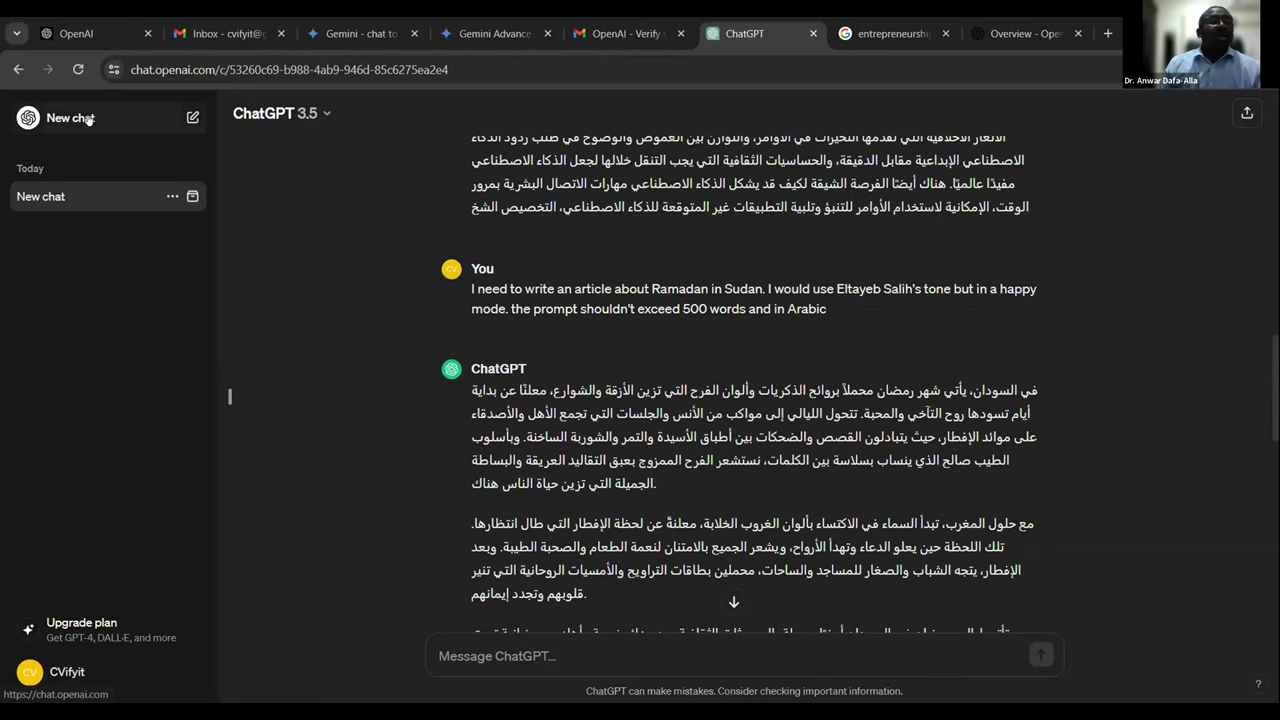 OpenAI
Inbox - cvifyit@g
Gemini - chat to
Gemini Advance
OpenAI - Verify y
ChatGPT
entrepreneurship
Overview - Open
chat.openai.com/c/53260c69-b988-4ab9-946d-85c6275ea2e4
Dr. Anwar Dafa-Alla
New chat
ChatGPT 3.5
Today
New chat
الاصطناعي الإبداعية مقابل الدقيقة، والحساسيات الثقافية التي يجب التنقل خلالها لجعل الذكاء الاصطناعي
مفيدًا عالميًا. هناك أيضًا الفرصة الشيقة لكيف قد يشكل الذكاء الاصطناعي مهارات الاتصال البشرية بمرور
الوقت، الإمكانية لاستخدام الأوامر للتنبؤ وتلبية التطبيقات غير المتوقعة للذكاء الاصطناعي، التخصيص الشخ
CV
You
I need to write an article about Ramadan in Sudan. I would use Eltayeb Salih's tone but in a happy
mode. the prompt shouldn't exceed 500 words and in Arabic
ChatGPT
في السودان، يأتي شهر رمضان محملاً بروائح الذكريات وألوان الفرح التي تزين الأزقة والشوارع، معلنًا عن بداية
أيام تسودها روح التآخي والمحبة. تتحول الليالي إلى مواكب من الأنس والجلسات التي تجمع الأهل والأصدقاء
على موائد الإفطار، حيث يتبادلون القصص والضحكات بين أطباق الأسيدة والتمر والشوربة الساخنة. وبأسلوب
الطيب صالح الذي ينساب بسلاسة بين الكلمات، نستشعر الفرح الممزوج بعبق التقاليد العريقة والبساطة
الجميلة التي تزين حياة الناس هناك.
مع حلول المغرب، تبدأ السماء في الاكتساء بألوان الغروب الخلابة، معلنةً عن لحظة الإفطار التي طال انتظارها.
تلك اللحظة حين يعلو الدعاء وتهدأ الأرواح، ويشعر الجميع بالامتنان لنعمة الطعام والصحبة الطيبة. وبعد
الإفطار، يتجه الشباب والصغار للمساجد والساحات، محملين بطاقات التراويح والأمسيات الروحانية التي تنير
قلوبهم وتجدد إيمانهم.
Upgrade plan
Get GPT-4, DALL·E, and more
CV
CVifyit
https://chat.openai.com
Message ChatGPT...
ChatGPT can make mistakes. Consider checking important information.
?